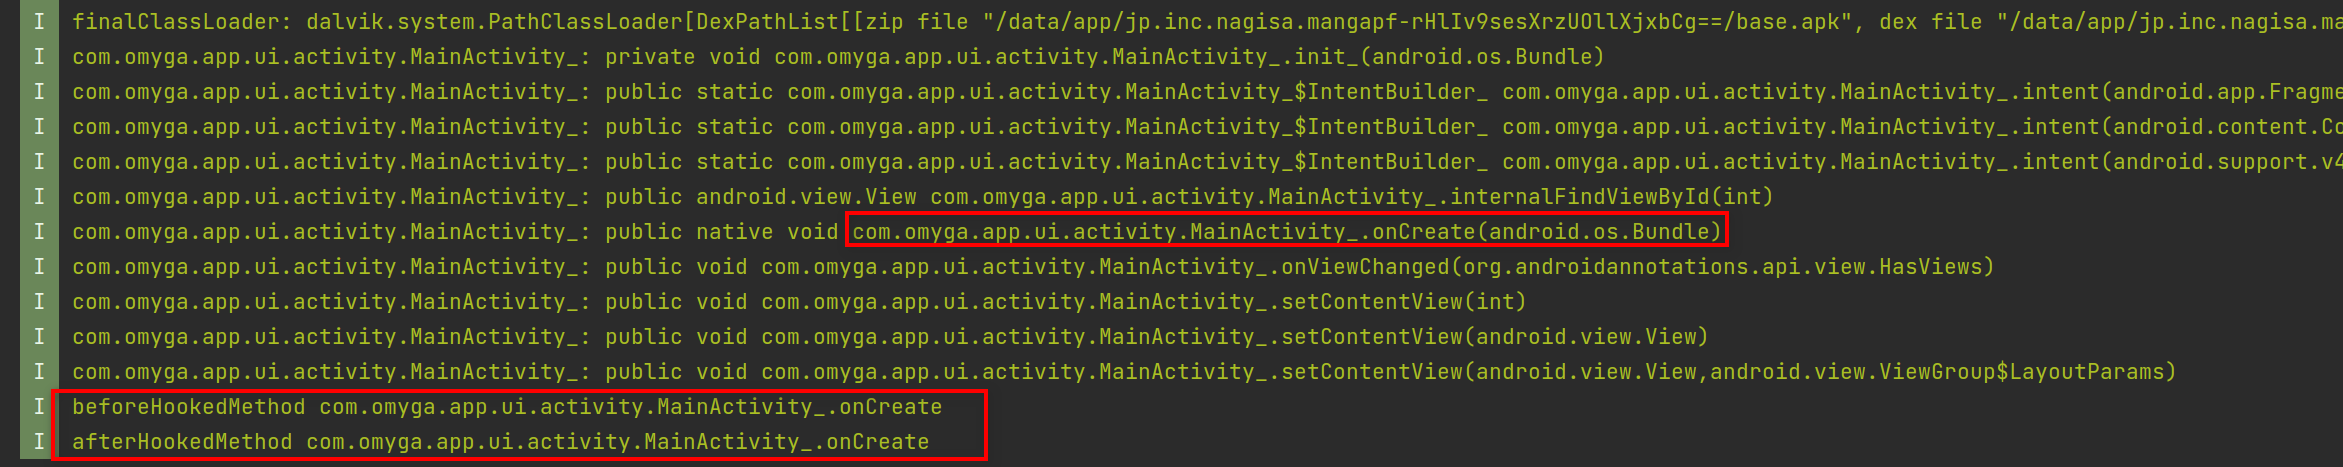 I finalClassLoader: dalvik.system.PathClassLoader[DexPathList[[zip file "/data/app/jp.inc.nagisa.mangapf-rHlIv9sesXrzUOllXjxbCg==/base.apk", dex file "/data/app/jp.inc.nagisa.ma
I com.omyga.app.ui.activity.MainActivity_: private void com.omyga.app.ui.activity.MainActivity_.init_(android.os.Bundle)
I com.omyga.app.ui.activity.MainActivity_: public static com.omyga.app.ui.activity.MainActivity_$IntentBuilder_ com.omyga.app.ui.activity.MainActivity_.intent(android.app.Fragme
I com.omyga.app.ui.activity.MainActivity_: public static com.omyga.app.ui.activity.MainActivity_$IntentBuilder_ com.omyga.app.ui.activity.MainActivity_.intent(android.content.Co
I com.omyga.app.ui.activity.MainActivity_: public static com.omyga.app.ui.activity.MainActivity_$IntentBuilder_ com.omyga.app.ui.activity.MainActivity_.intent(android.support.v4
I com.omyga.app.ui.activity.MainActivity_: public android.view.View com.omyga.app.ui.activity.MainActivity_.internalFindViewById(int)
I com.omyga.app.ui.activity.MainActivity_: public native void com.omyga.app.ui.activity.MainActivity_.onCreate(android.os.Bundle)
I com.omyga.app.ui.activity.MainActivity_: public void com.omyga.app.ui.activity.MainActivity_.onViewChanged(org.androidannotations.api.view.HasViews)
I com.omyga.app.ui.activity.MainActivity_: public void com.omyga.app.ui.activity.MainActivity_.setContentView(int)
I com.omyga.app.ui.activity.MainActivity_: public void com.omyga.app.ui.activity.MainActivity_.setContentView(android.view.View)
I com.omyga.app.ui.activity.MainActivity_: public void com.omyga.app.ui.activity.MainActivity_.setContentView(android.view.View,android.view.ViewGroup$LayoutParams)
I beforeHookedMethod com.omyga.app.ui.activity.MainActivity_.onCreate
I afterHookedMethod com.omyga.app.ui.activity.MainActivity_.onCreate